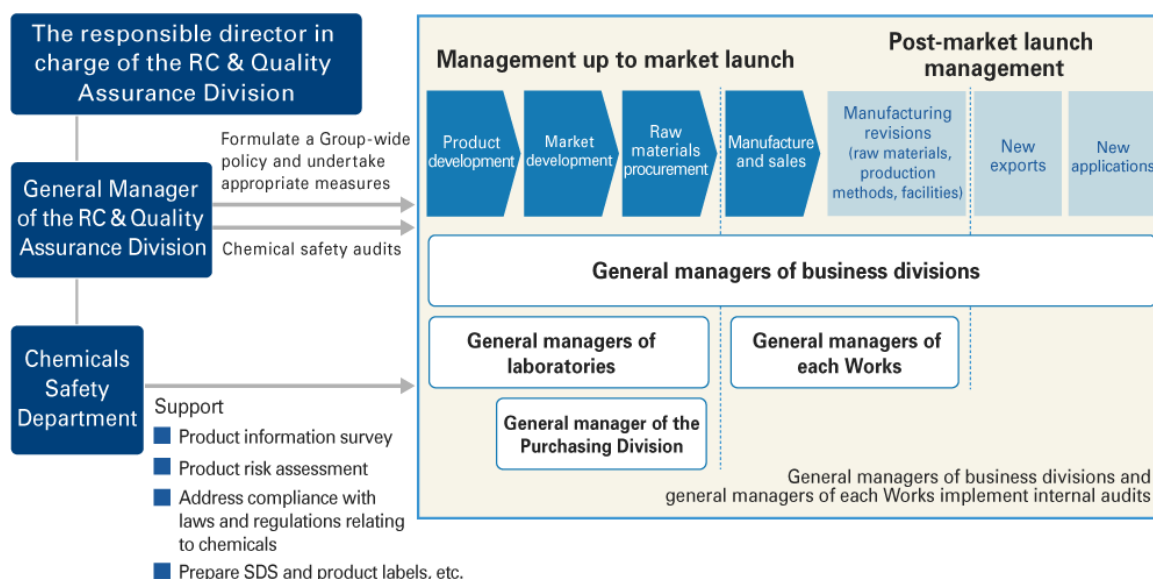 The responsible director in
charge of the RC & Quality
Assurance Division
Formulate a Group-wide
policy and undertake
appropriate measures
General Manager
of the RC & Quality
Assurance Division
Chemical safety audits
Chemicals
Safety
Department
Support
Product information survey
Product risk assessment
Address compliance with
laws and regulations relating
to chemicals
Prepare SDS and product labels, etc.
Management up to market launch
Post-market launch
management
Product
development
Market
development
Raw
materials
procurement
Manufacture
and sales
Manufacturing
revisions
(raw materials,
production
methods, facilities)
New
exports
New
applications
General managers of business divisions
General managers of
laboratories
General managers of
each Works
General manager of the
Purchasing Division
General managers of business divisions and
general managers of each Works implement internal audits